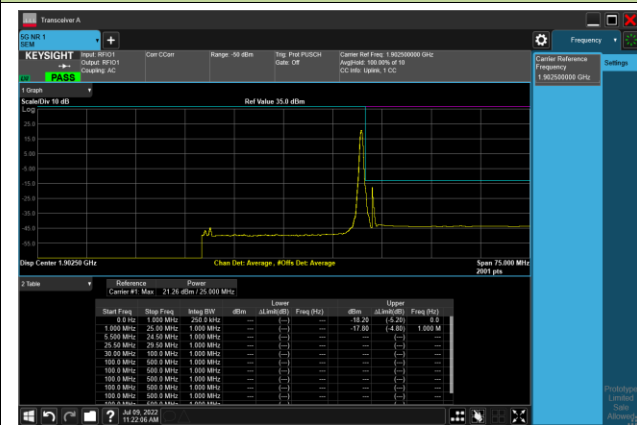 Transceiver A
5G NR 1
SEM
+
Frequency
KEYSIGHT
Input: RFIO1
Output: RFIO1
Coupling: AC
Corr CCorr
Range: -50 dBm
Trig: Prot PUSCH
Gate: Off
Carrier Ref Freq: 1.902500000 GHz
Avg|Hold: 100.00% of 10
CC Info: Uplink, 1 CC
PASS
Carrier Reference
Frequency
1.902500000 GHz
Settings
1 Graph
Scale/Div 10 dB
Ref Value 35.0 dBm
Log
25.0
15.0
5.00
-5.00
-15.0
-25.0
-35.0
-45.0
-55.0
Disp Center 1.90250 GHz
Chan Det: Average , #Offs Det: Average
Span 75.000 MHz
2001 pts
2 Table
Reference Power
Carrier #1: Max 21.26 dBm / 25.000 MHz
Lower Upper
Start Freq Stop Freq Integ BW dBm ΔLimit(dB) Freq (Hz) dBm ΔLimit(dB) Freq (Hz)
0.0 Hz 1.000 MHz 250.0 kHz --- (---) --- -18.20 (-5.20) 0.0
1.000 MHz 25.00 MHz 1.000 MHz --- (---) --- -17.80 (-4.80) 1.000 M
5.500 MHz 24.50 MHz 1.000 MHz --- (---) --- --- (---) ---
25.50 MHz 29.50 MHz 1.000 MHz --- (---) --- --- (---) ---
30.00 MHz 100.0 MHz 1.000 MHz --- (---) --- --- (---) ---
100.0 MHz 500.0 MHz 1.000 MHz --- (---) --- --- (---) ---
100.0 MHz 500.0 MHz 1.000 MHz --- (---) --- --- (---) ---
100.0 MHz 500.0 MHz 1.000 MHz --- (---) --- --- (---) ---
100.0 MHz 500.0 MHz 1.000 MHz --- (---) --- --- (---) ---
Prototype
Limited
Sale
Allowed
?
Jul 09, 2022
11:22:06 AM